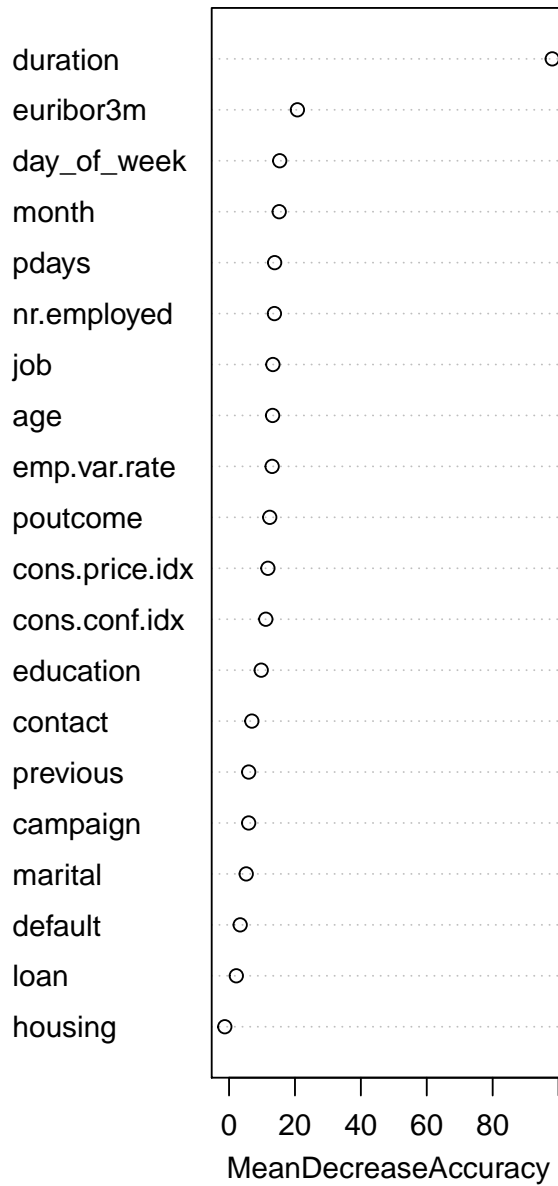 duration
euribor3m
day_of_week
month
pdays
nr.employed
job
age
emp.var.rate
poutcome
cons.price.idx
cons.conf.idx
education
contact
previous
campaign
marital
default
loan
housing
0 20 40 60 80
MeanDecreaseAccuracy